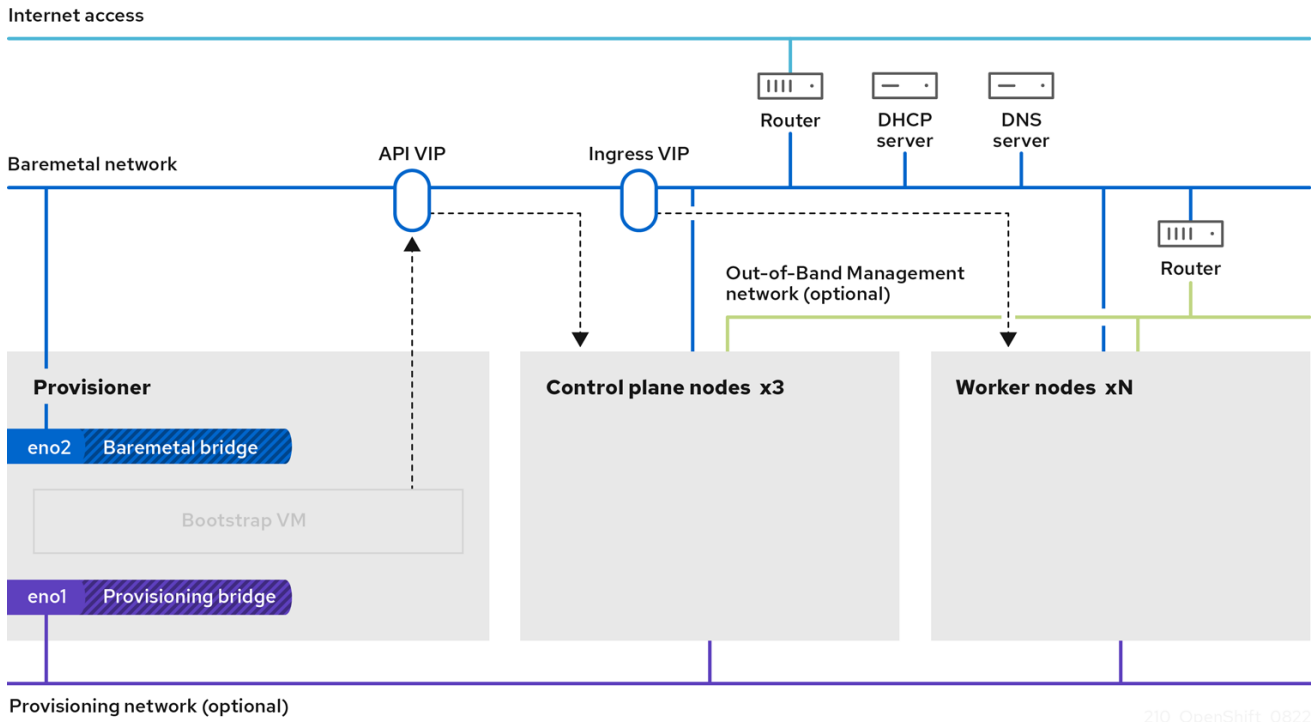 Internet access
Router
DHCP
server
DNS
server
Baremetal network
API VIP
Ingress VIP
Router
Out-of-Band Management
network (optional)
Provisioner
Control plane nodes x3
Worker nodes xN
eno2
Baremetal bridge
Bootstrap VM
eno1
Provisioning bridge
Provisioning network (optional)
210_OpenShift_0822